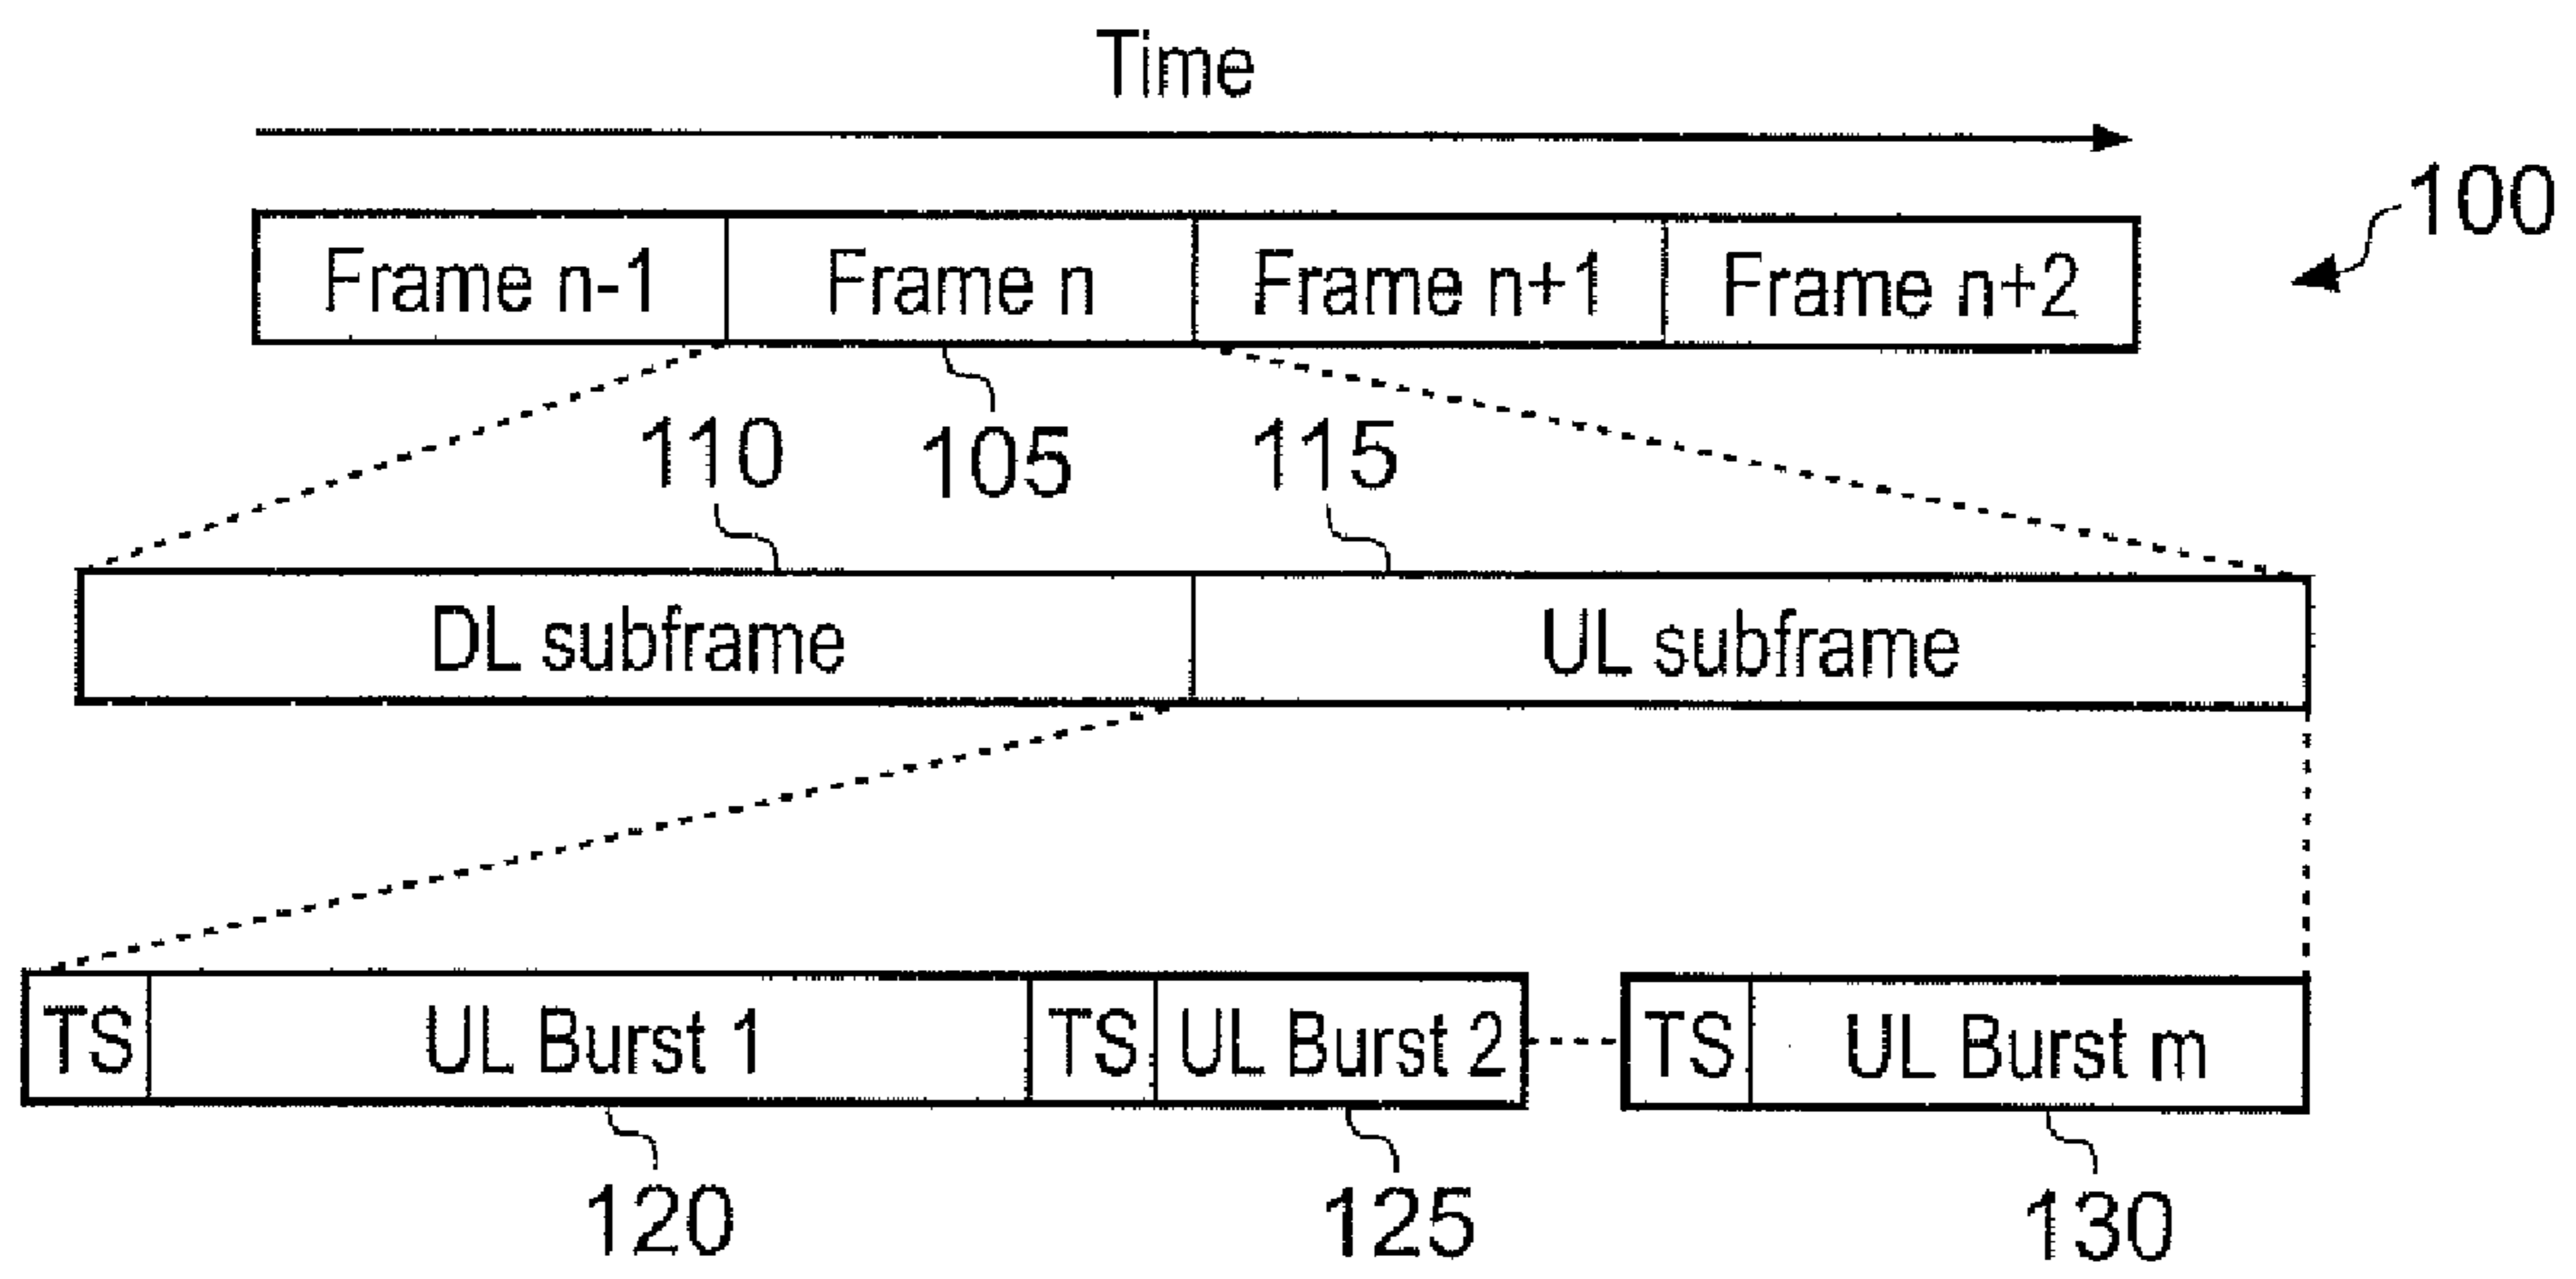 Time
100
Frame n-1 Frame n Frame n+1 Frame n+2
110 105 115
DL subframe UL subframe
TS UL Burst 1 TS UL Burst 2 TS UL Burst m
120 125 130